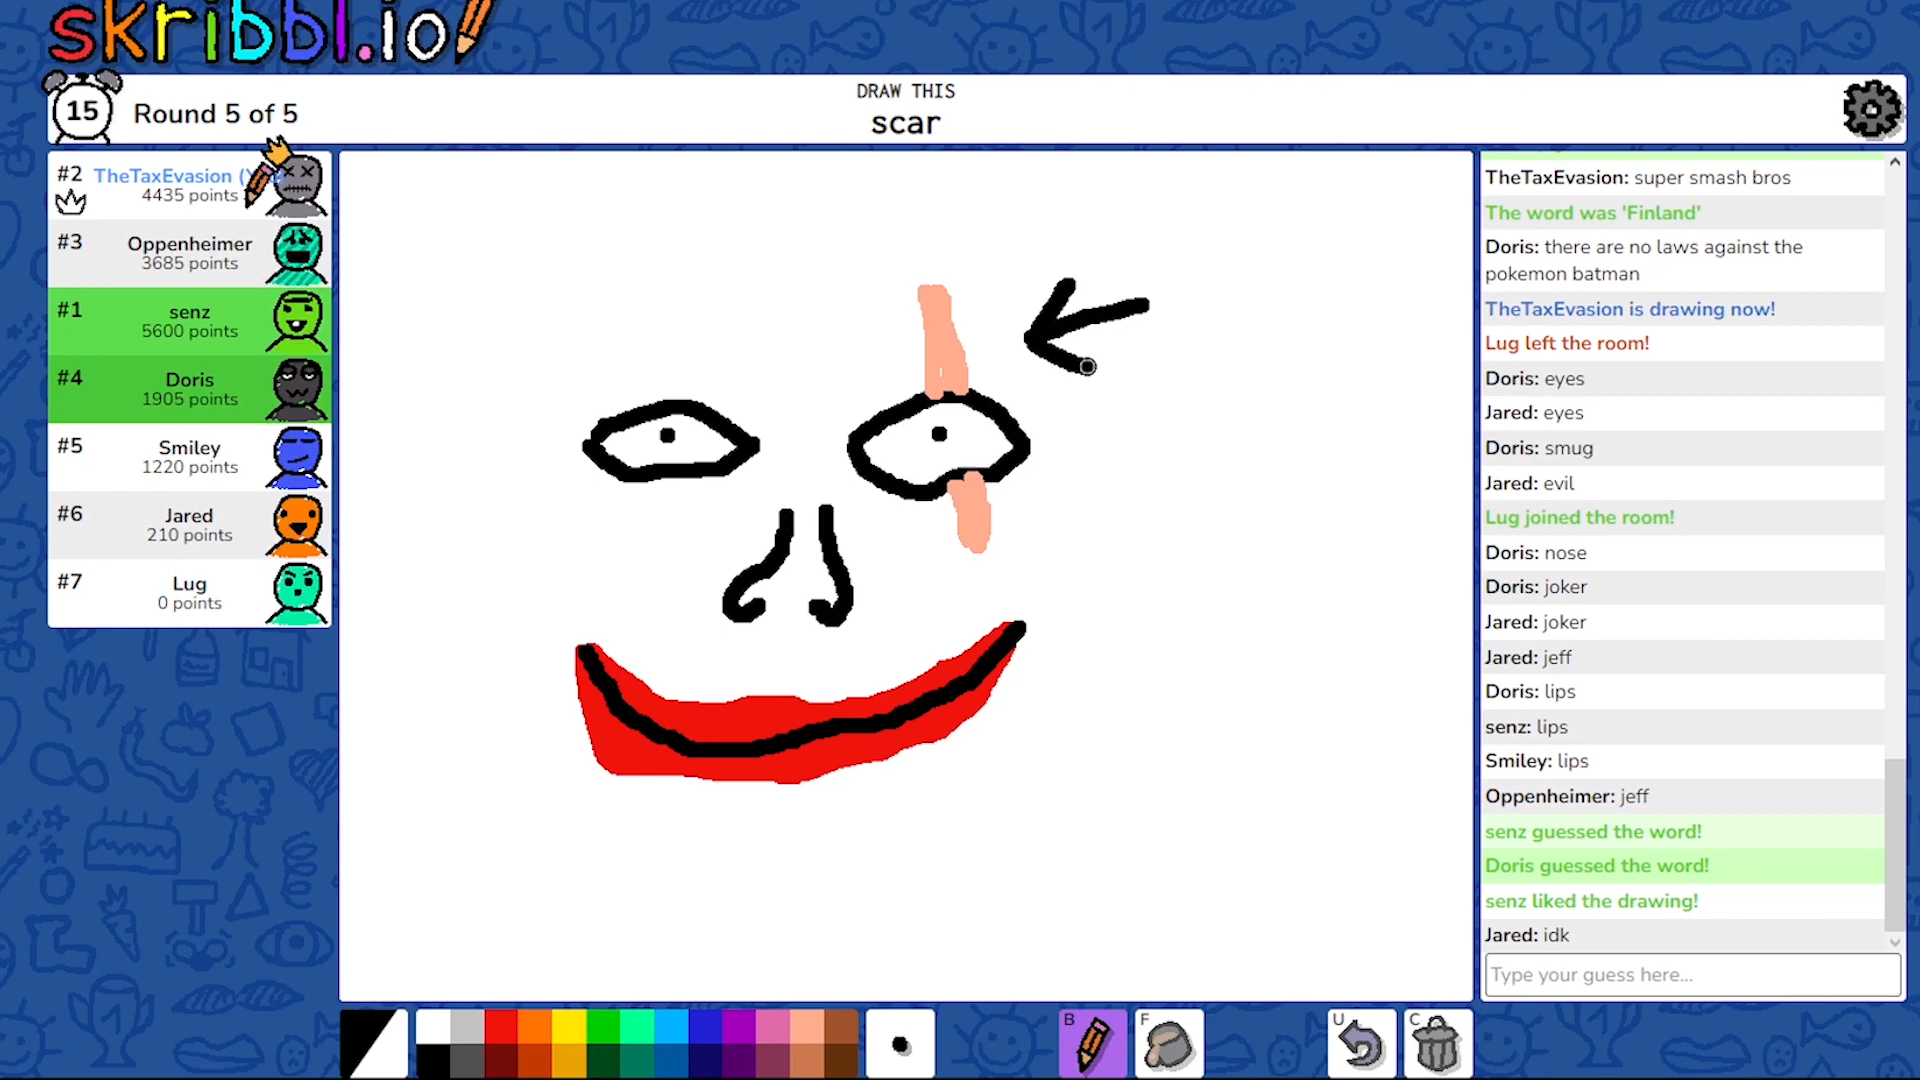 skribbl.io
15
Round 5 of 5
DRAW THIS
scar
#2
TheTaxEvasion (Y
4435 points
#3
Oppenheimer
3685 points
#1
senz
5600 points
#4
Doris
1905 points
#5
Smiley
1220 points
#6
Jared
210 points
#7
Lug
0 points
TheTaxEvasion: super smash bros
The word was 'Finland'
Doris: there are no laws against the
pokemon batman
TheTaxEvasion is drawing now!
Lug left the room!
Doris: eyes
Jared: eyes
Doris: smug
Jared: evil
Lug joined the room!
Doris: nose
Doris: joker
Jared: joker
Jared: jeff
Doris: lips
senz: lips
Smiley: lips
Oppenheimer: jeff
senz guessed the word!
Doris guessed the word!
senz liked the drawing!
Jared: idk
Type your guess here...
B
F
U
C